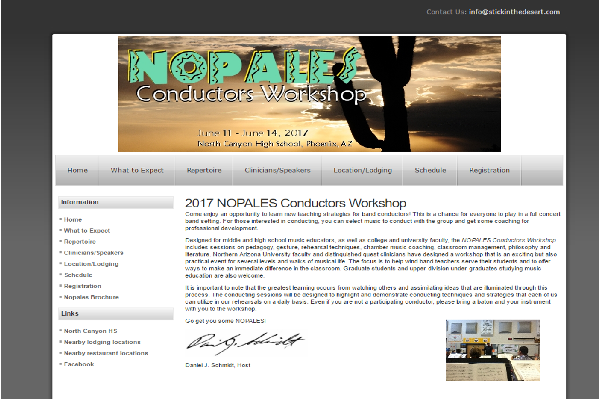 Contact Us: info@stickinthedesert.com
NOPALES
Conductors Workshop
June 11 - June 14, 2017
North Canyon High School, Phoenix, AZ
Home What to Expect Repertoire Clinicians/Speakers Location/Lodging Schedule Registration
Information
Home
What to Expect
Repertoire
Clinicians/Speakers
Location/Lodging
Schedule
Registration
Nopales Brochure
Links
North Canyon HS
Nearby lodging locations
Nearby restaurant locations
Facebook
2017 NOPALES Conductors Workshop
Come enjoy an opportunity to learn new teaching strategies for band conductors! This is a chance for everyone to play in a full concert
band setting. For those interested in conducting, you can select music to conduct with the group and get some coaching for
professional development.
Designed for middle and high school music educators, as well as college and university faculty, the NOPALES Conductors Workshop
includes sessions on pedagogy, gesture, rehearsal techniques, chamber music coaching, classroom management, philosophy and
literature. Northern Arizona University faculty and distinguished guest clinicians have designed a workshop that is an exciting but also
practical event for several levels and walks of musical life. The focus is to help wind band teachers serve their students and to offer
ways to make an immediate difference in the classroom. Graduate students and upper division undergraduates studying music
education are also welcome.
It is important to note that the greatest learning occurs from watching others and assimilating ideas that are illuminated through this
process. The conducting sessions will be designed to highlight and demonstrate conducting techniques and strategies that each of us
can utilize in our rehearsals on a daily basis. Even if you are not a participating conductor, please bring a baton and your instrument
with you to the workshop.
Go get you some NOPALES!
Daniel J. Schmidt, Host